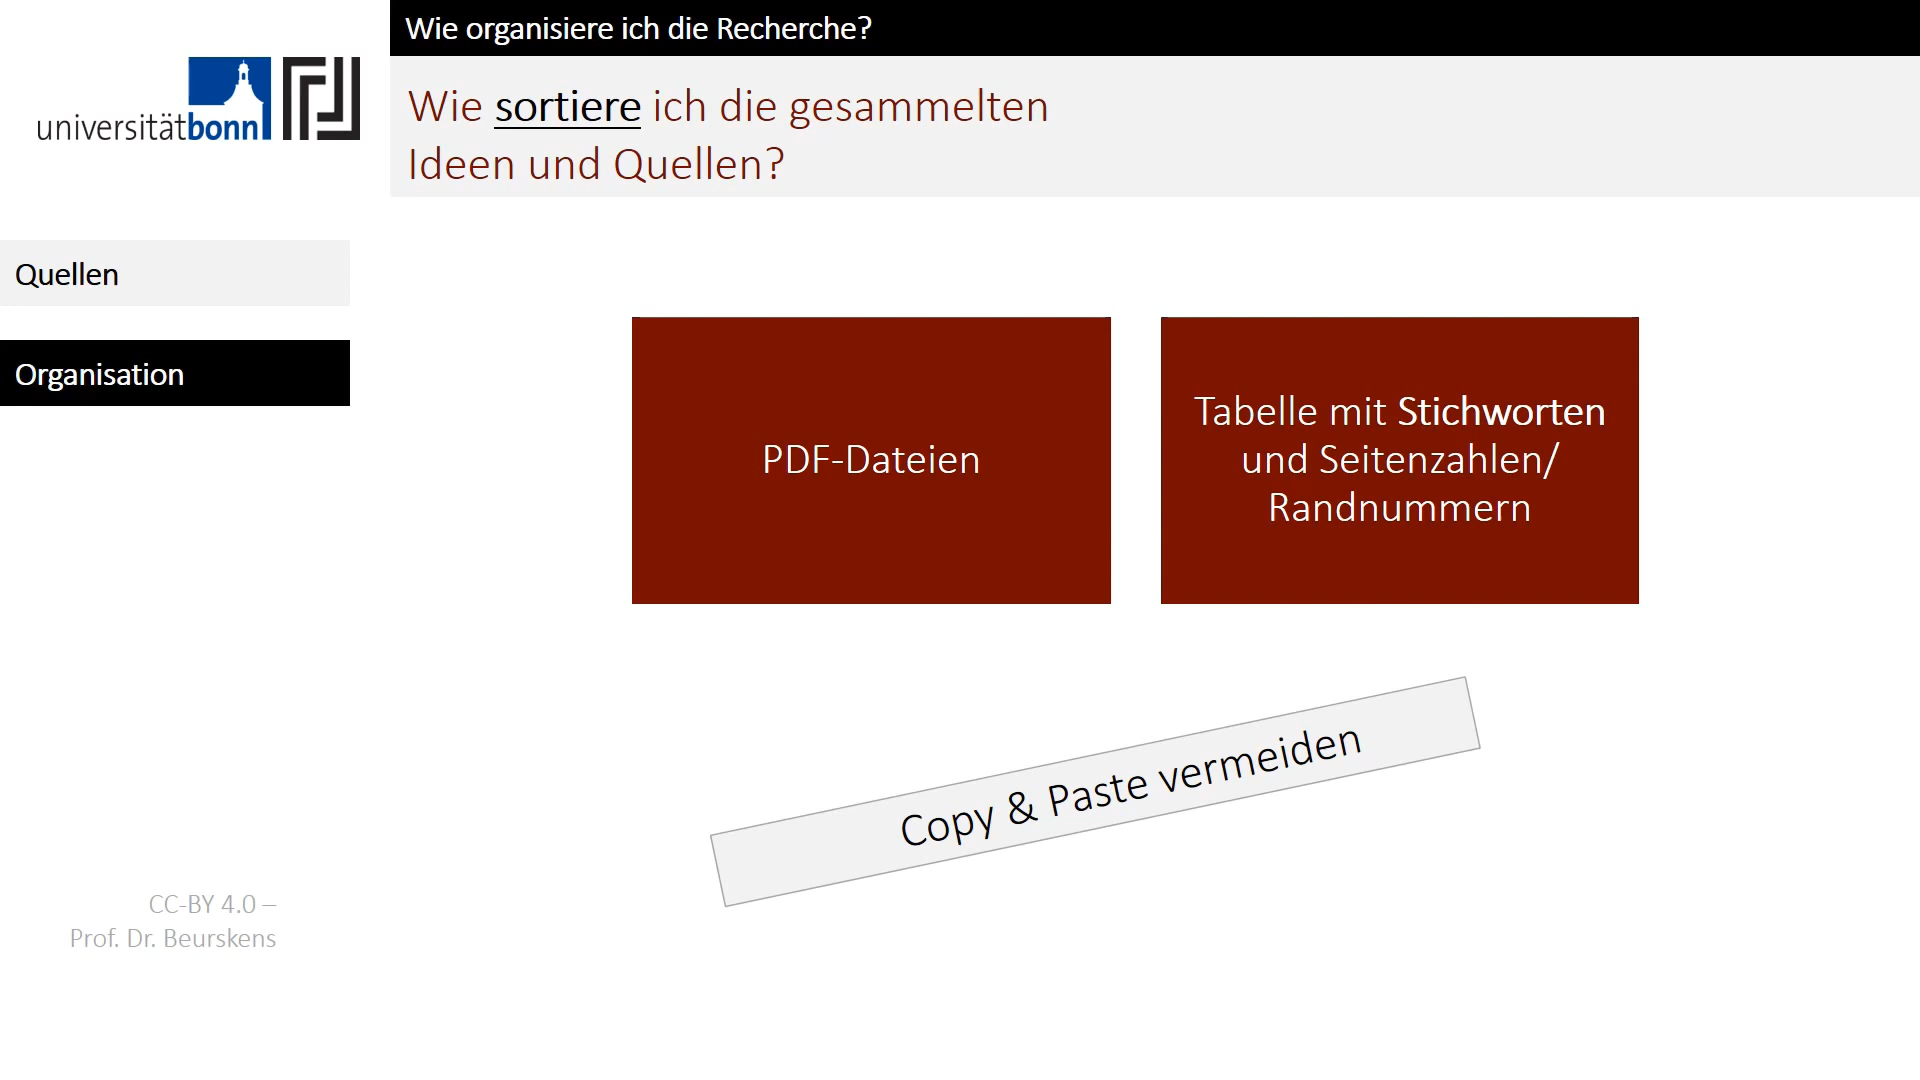 Wie organisiere ich die Recherche?
universitätbonn
Wie sortiere ich die gesammelten
Ideen und Quellen?
Quellen
Organisation
PDF-Dateien
Tabelle mit Stichworten
und Seitenzahlen/
Randnummern
Copy & Paste vermeiden
CC-BY 4.0 –
Prof. Dr. Beurskens